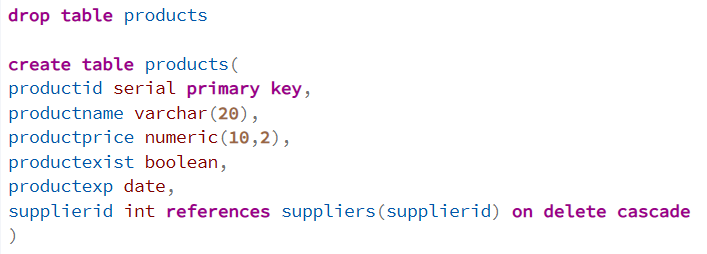 drop table products
create table products(
productid serial primary key,
productname varchar(20),
productprice numeric(10,2),
productexist boolean,
productexp date,
supplierid int references suppliers(supplierid) on delete cascade
)